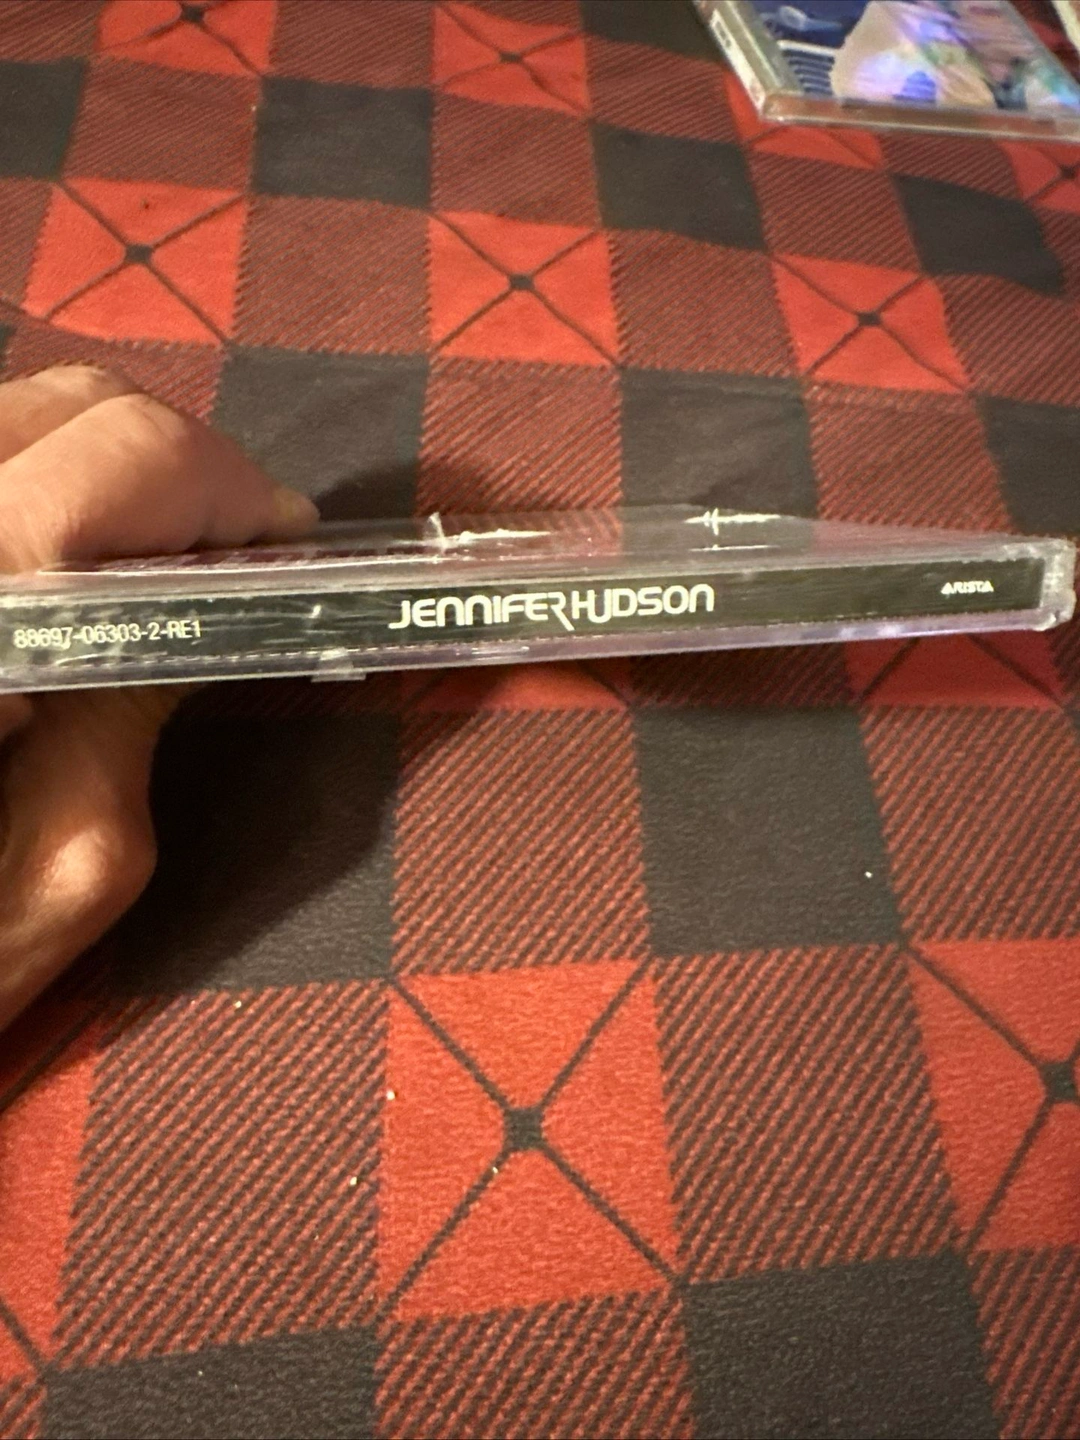 88697-06303-2-RE1
JENNIFER HUDSON
ARISTA